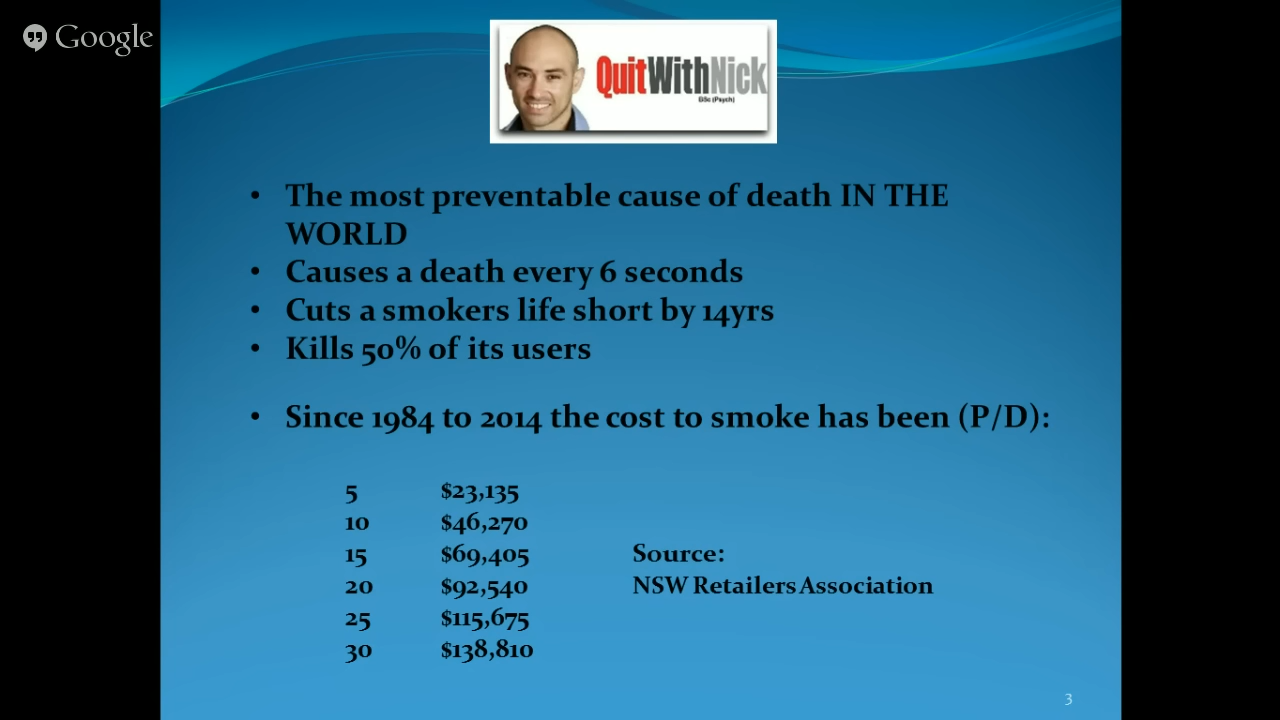 Google
QuitWithNick
BSc (Psych)
• The most preventable cause of death IN THE
WORLD
• Causes a death every 6 seconds
• Cuts a smokers life short by 14yrs
• Kills 50% of its users
• Since 1984 to 2014 the cost to smoke has been (P/D):
5 $23,135
10 $46,270
15 $69,405 Source:
20 $92,540 NSW Retailers Association
25 $115,675
30 $138,810
3